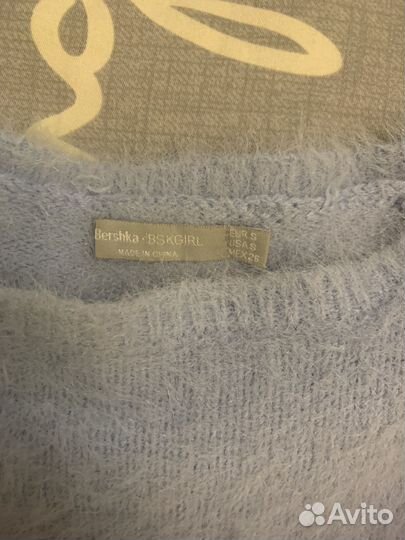 Bershka · BSKGIRL
MADE IN CHINA
EUR S
USA S
MEX 26
Avito